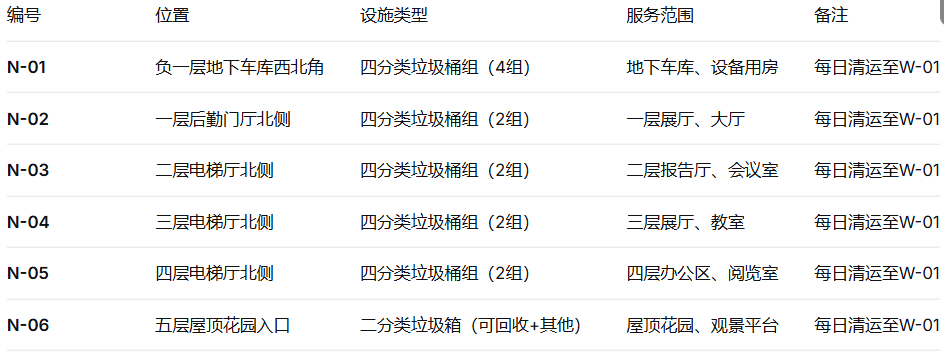 编号 位置 设施类型 服务范围 备注
N-01 负一层地下车库西北角 四分类垃圾桶组（4组） 地下车库、设备用房 每日清运至W-01
N-02 一层后勤门厅北侧 四分类垃圾桶组（2组） 一层展厅、大厅 每日清运至W-01
N-03 二层电梯厅北侧 四分类垃圾桶组（2组） 二层报告厅、会议室 每日清运至W-01
N-04 三层电梯厅北侧 四分类垃圾桶组（2组） 三层展厅、教室 每日清运至W-01
N-05 四层电梯厅北侧 四分类垃圾桶组（2组） 四层办公区、阅览室 每日清运至W-01
N-06 五层屋顶花园入口 二分类垃圾箱（可回收+其他） 屋顶花园、观景平台 每日清运至W-01